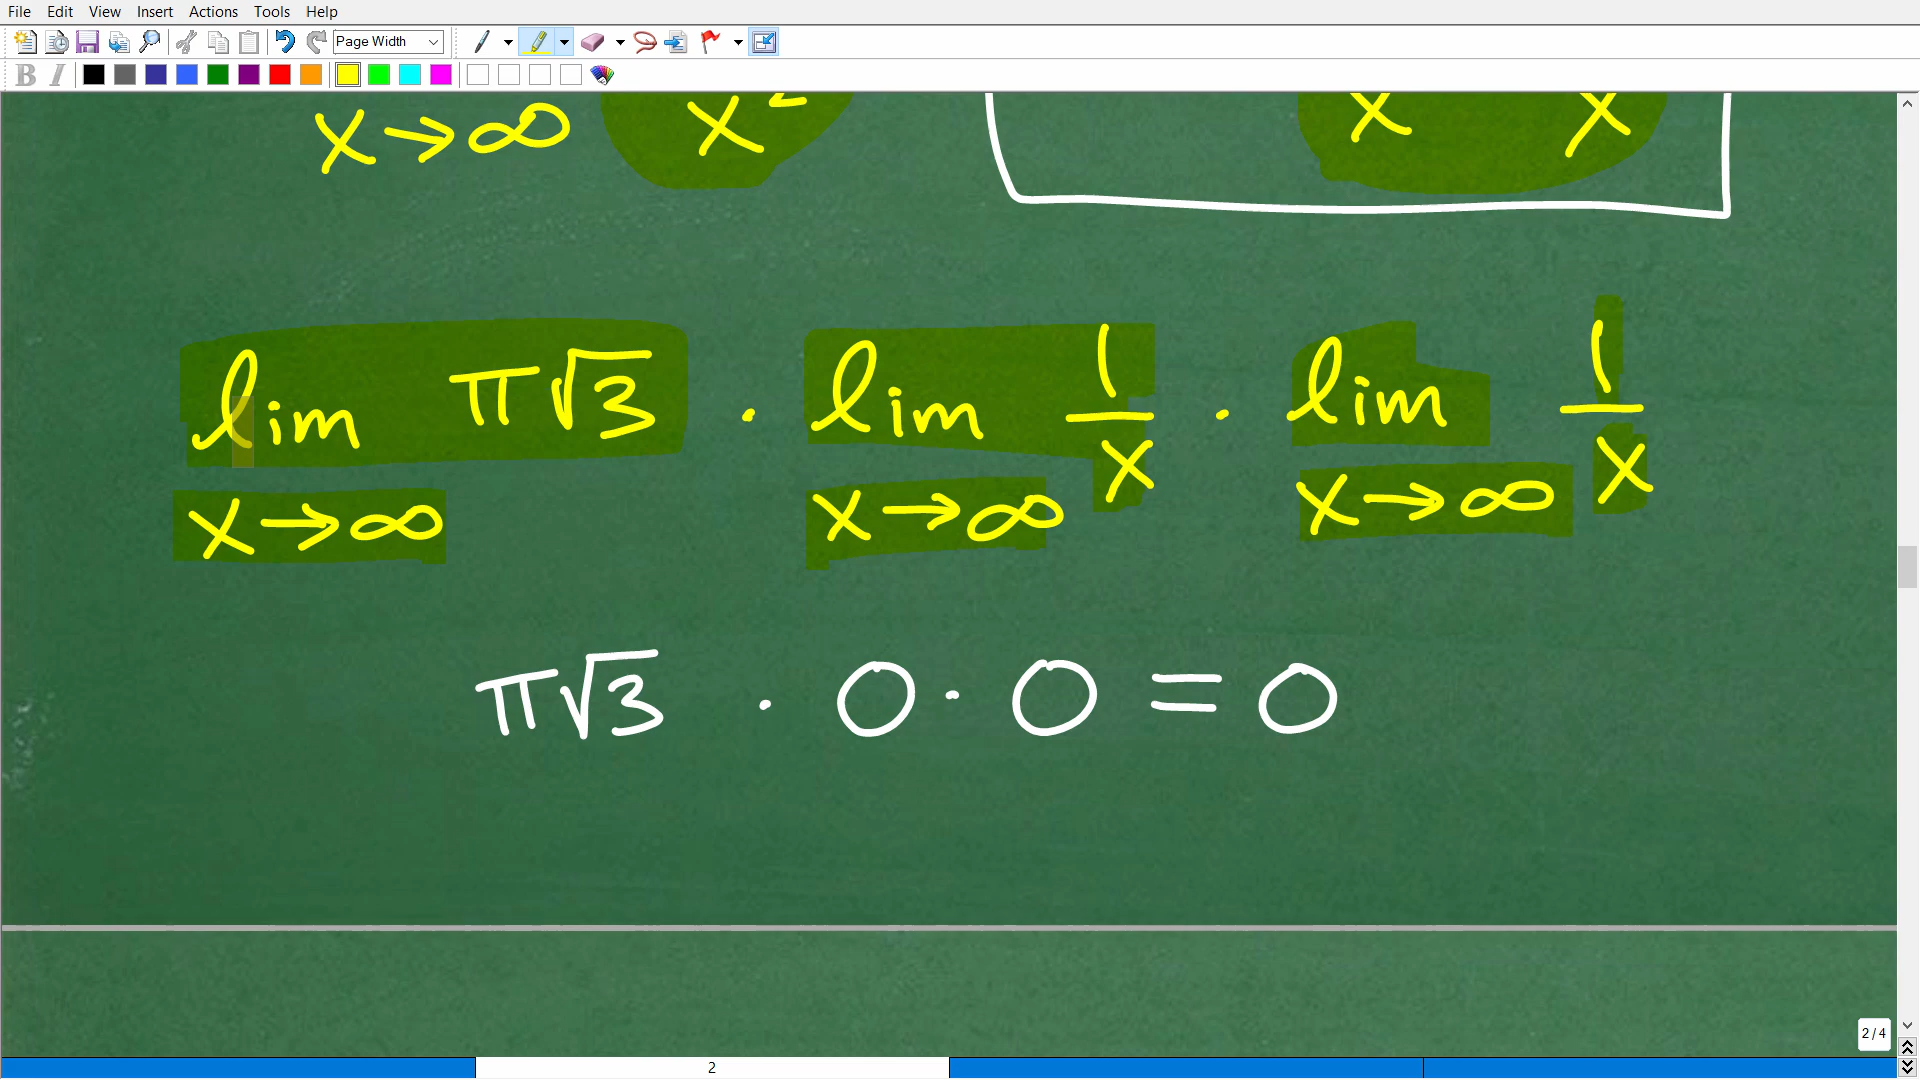 File Edit View Insert Actions Tools Help
Page Width
B I
x→∞ x² x x
lim π√3 · lim 1/x · lim 1/x
x→∞ x→∞ x→∞
π√3 · 0 · 0 = 0
2 / 4
2